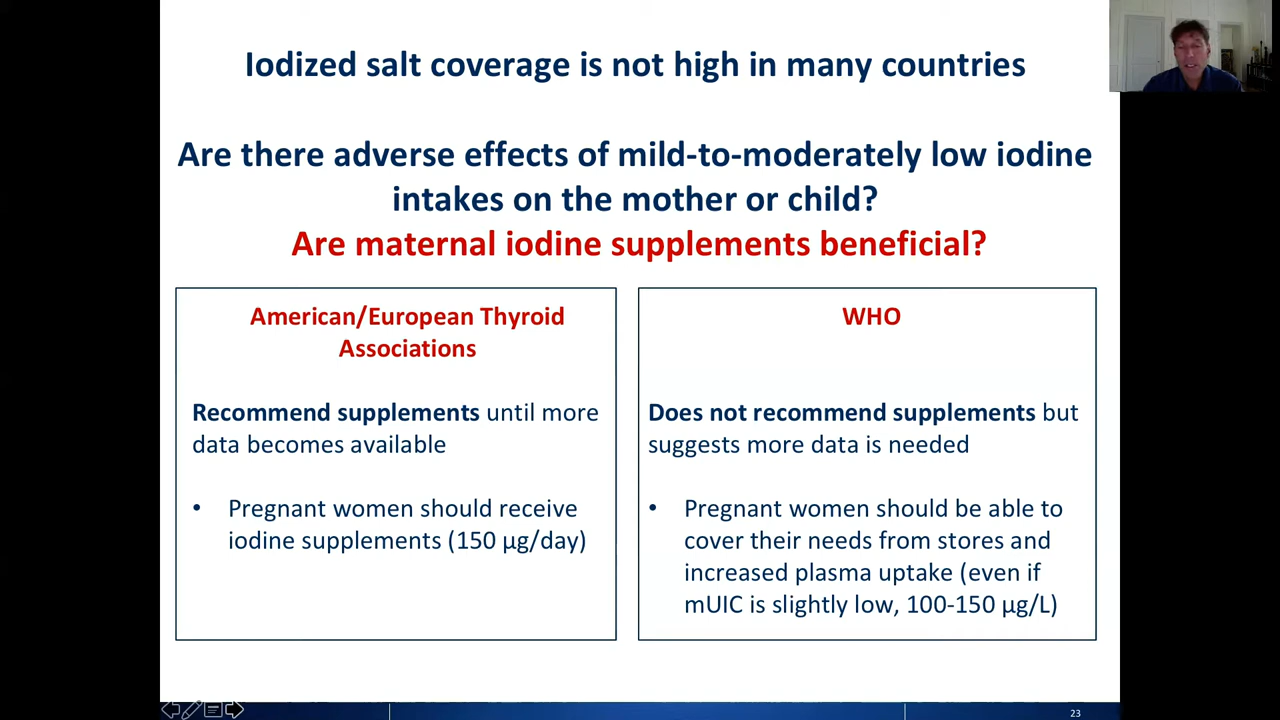 Iodized salt coverage is not high in many countries
Are there adverse effects of mild-to-moderately low iodine
intakes on the mother or child?
Are maternal iodine supplements beneficial?
American/European Thyroid
Associations
Recommend supplements until more
data becomes available
• Pregnant women should receive
iodine supplements (150 µg/day)
WHO
Does not recommend supplements but
suggests more data is needed
• Pregnant women should be able to
cover their needs from stores and
increased plasma uptake (even if
mUIC is slightly low, 100-150 µg/L)
23